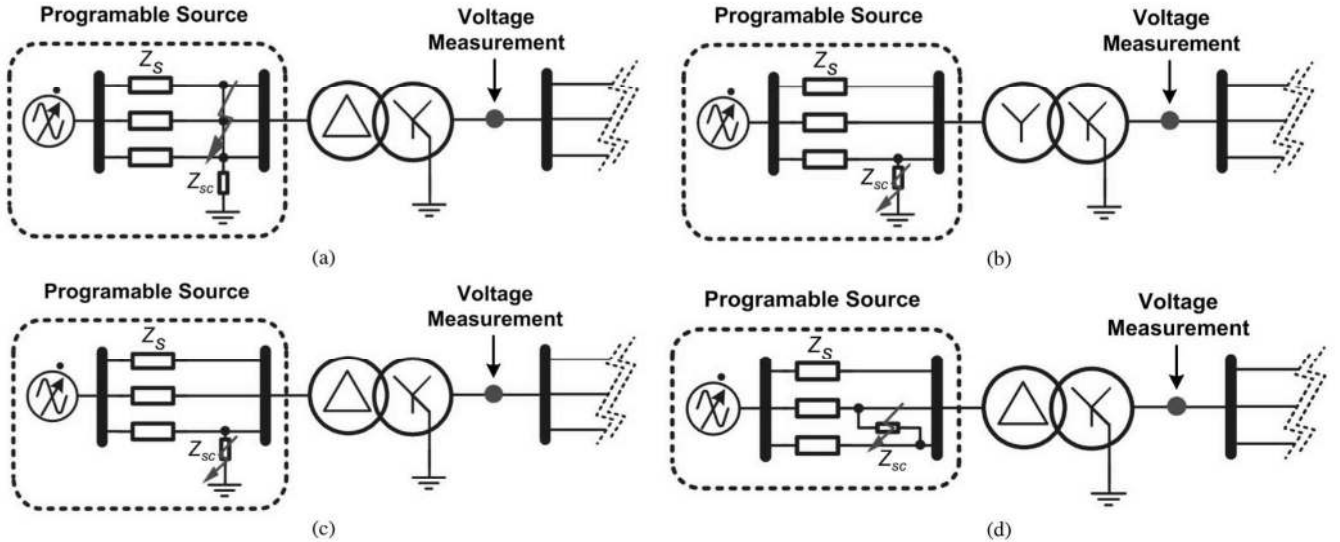 Programable Source
Voltage
Measurement
Z_S
Z_sc
(a)
Programable Source
Voltage
Measurement
Z_S
Z_sc
(b)
Programable Source
Voltage
Measurement
Z_S
Z_sc
(c)
Programable Source
Voltage
Measurement
Z_S
Z_sc
(d)